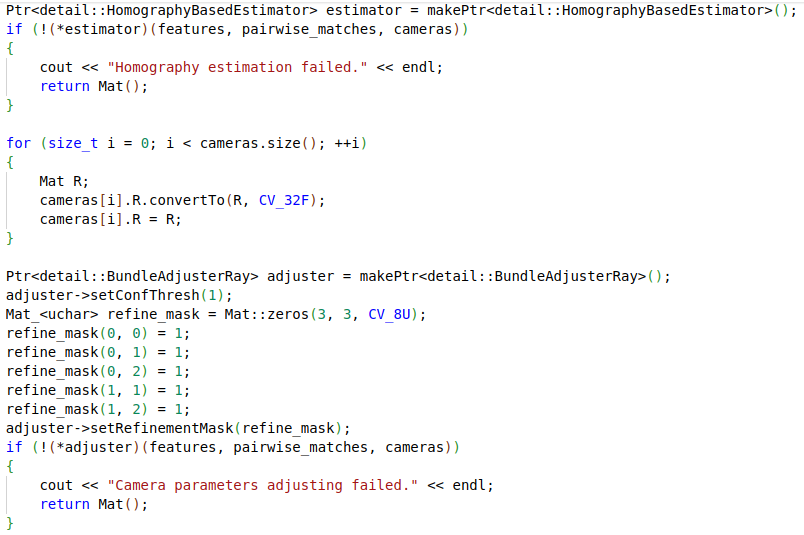 Ptr<detail::HomographyBasedEstimator> estimator = makePtr<detail::HomographyBasedEstimator>();
if (!(*estimator)(features, pairwise_matches, cameras))
{
    cout << "Homography estimation failed." << endl;
    return Mat();
}

for (size_t i = 0; i < cameras.size(); ++i)
{
    Mat R;
    cameras[i].R.convertTo(R, CV_32F);
    cameras[i].R = R;
}

Ptr<detail::BundleAdjusterRay> adjuster = makePtr<detail::BundleAdjusterRay>();
adjuster->setConfThresh(1);
Mat_<uchar> refine_mask = Mat::zeros(3, 3, CV_8U);
refine_mask(0, 0) = 1;
refine_mask(0, 1) = 1;
refine_mask(0, 2) = 1;
refine_mask(1, 1) = 1;
refine_mask(1, 2) = 1;
adjuster->setRefinementMask(refine_mask);
if (!(*adjuster)(features, pairwise_matches, cameras))
{
    cout << "Camera parameters adjusting failed." << endl;
    return Mat();
}